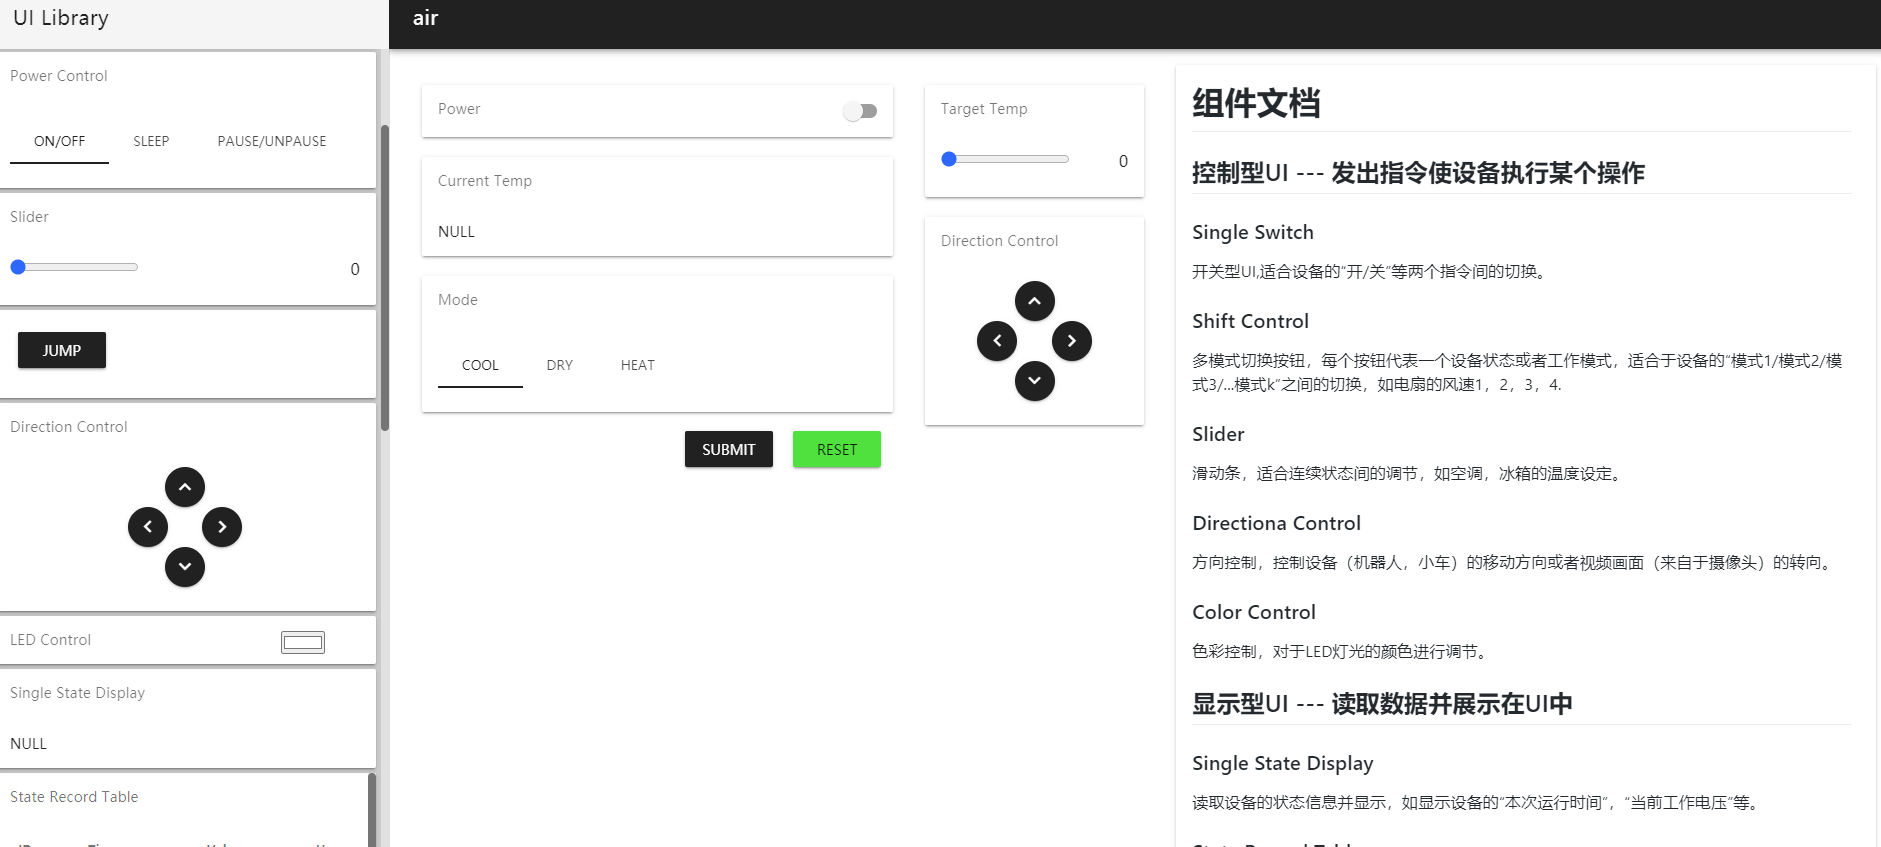 UI Library
Power Control
ON/OFF SLEEP PAUSE/UNPAUSE
Slider
0
JUMP
Direction Control
LED Control
Single State Display
NULL
State Record Table
air
Power
Current Temp
NULL
Mode
COOL DRY HEAT
SUBMIT RESET
Target Temp
0
Direction Control
组件文档
控制型UI --- 发出指令使设备执行某个操作
Single Switch
开关型UI,适合设备的“开/关”等两个指令间的切换。
Shift Control
多模式切换按钮，每个按钮代表一个设备状态或者工作模式，适合于设备的“模式1/模式2/模
式3/...模式k”之间的切换，如电扇的风速1，2，3，4.
Slider
滑动条，适合连续状态间的调节，如空调，冰箱的温度设定。
Directiona Control
方向控制，控制设备（机器人，小车）的移动方向或者视频画面（来自于摄像头）的转向。
Color Control
色彩控制，对于LED灯光的颜色进行调节。
显示型UI --- 读取数据并展示在UI中
Single State Display
读取设备的状态信息并显示，如显示设备的“本次运行时间”，“当前工作电压”等。